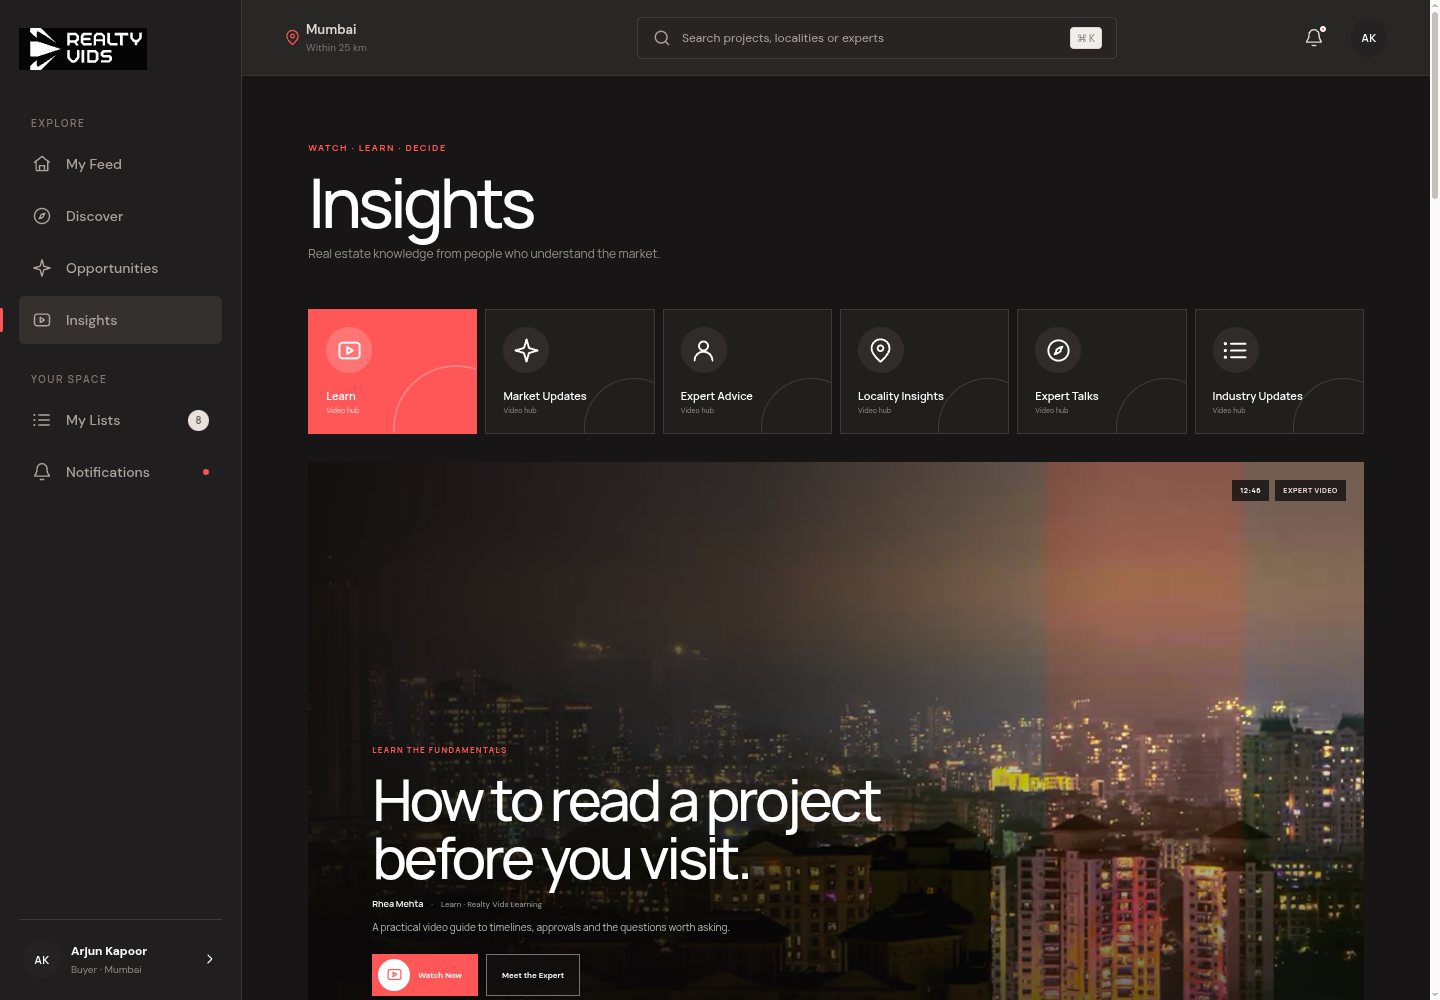 REALTY
VIDS
EXPLORE
My Feed
Discover
Opportunities
Insights
YOUR SPACE
My Lists
8
Notifications
Arjun Kapoor
AK
Buyer · Mumbai
Mumbai
Within 25 km
Search projects, localities or experts
⌘ K
AK
WATCH · LEARN · DECIDE
Insights
Real estate knowledge from people who understand the market.
Learn
Video hub
Market Updates
Video hub
Expert Advice
Video hub
Locality Insights
Video hub
Expert Talks
Video hub
Industry Updates
Video hub
12:46
EXPERT VIDEO
LEARN THE FUNDAMENTALS
How to read a project
before you visit.
Rhea Mehta · Learn · Realty Vids Learning
A practical video guide to timelines, approvals and the questions worth asking.
Watch Now
Meet the Expert